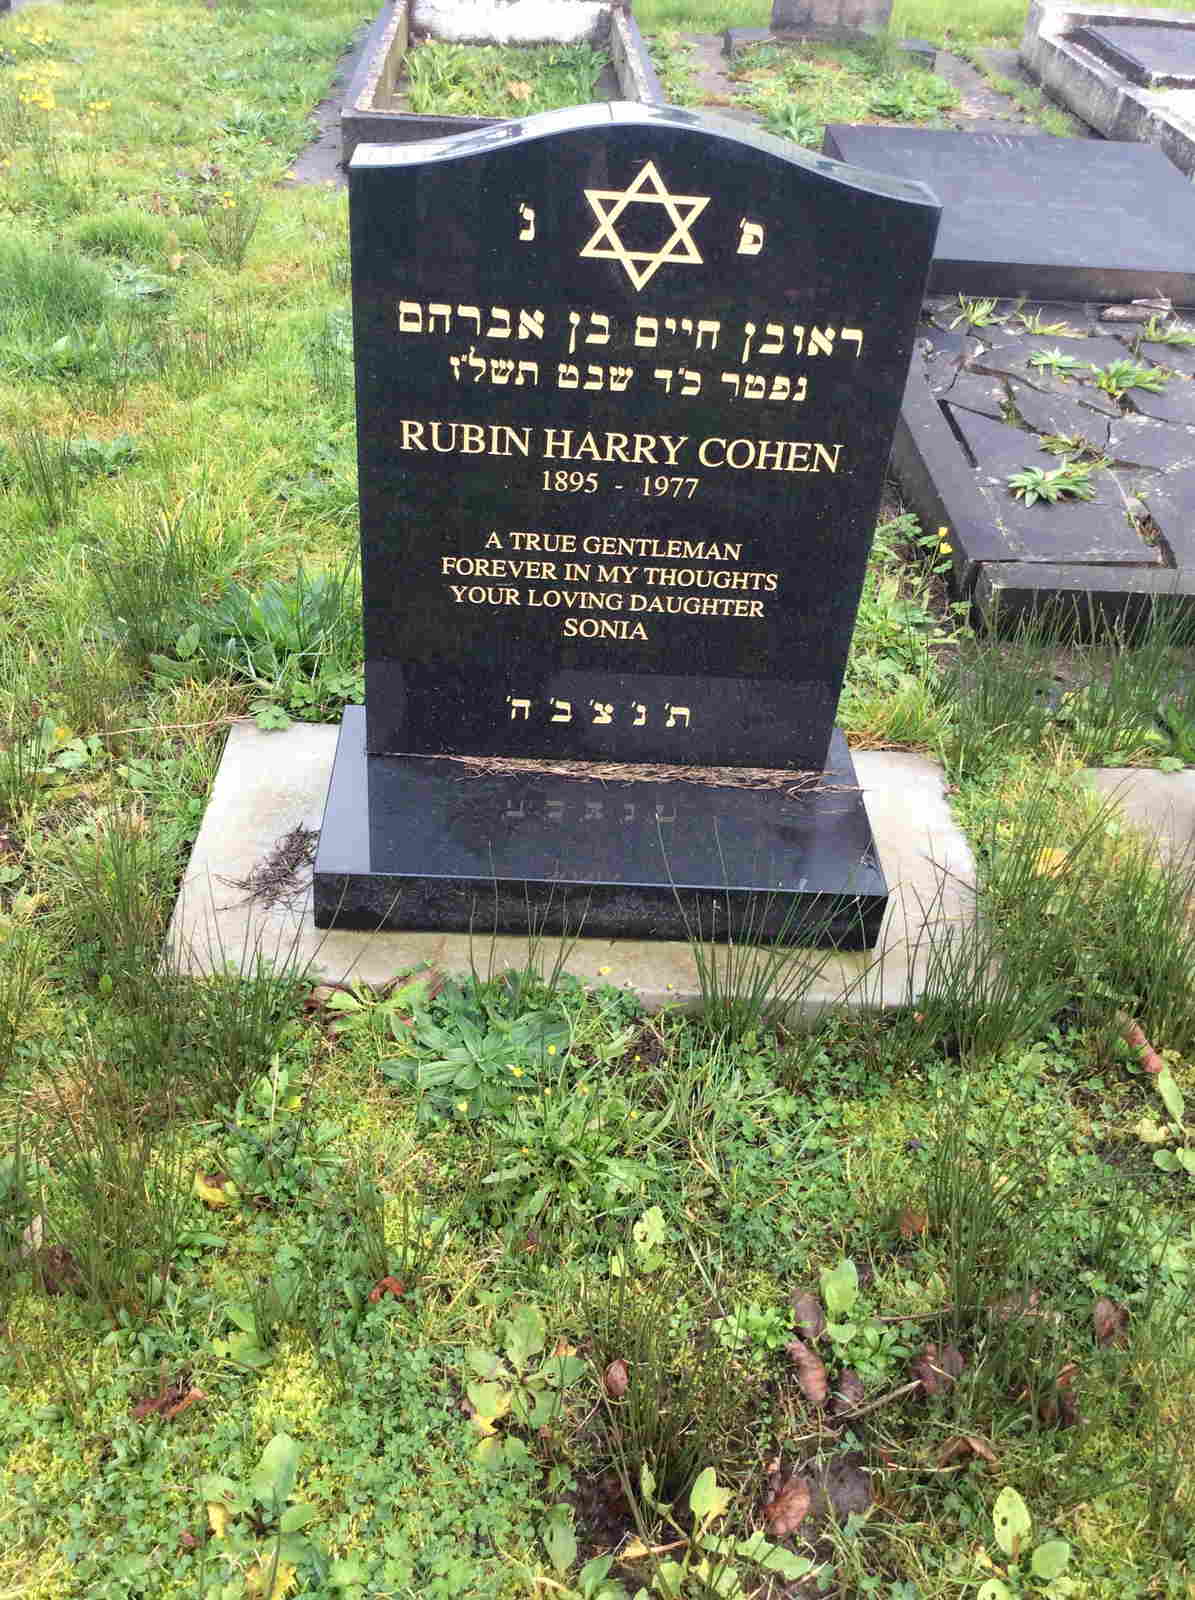 פ' נ'
ראובן חיים בן אברהם
נפטר כ"ד שבט תשל"ז
RUBIN HARRY COHEN
1895 - 1977
A TRUE GENTLEMAN
FOREVER IN MY THOUGHTS
YOUR LOVING DAUGHTER
SONIA
ת' נ' צ' ב' ה'